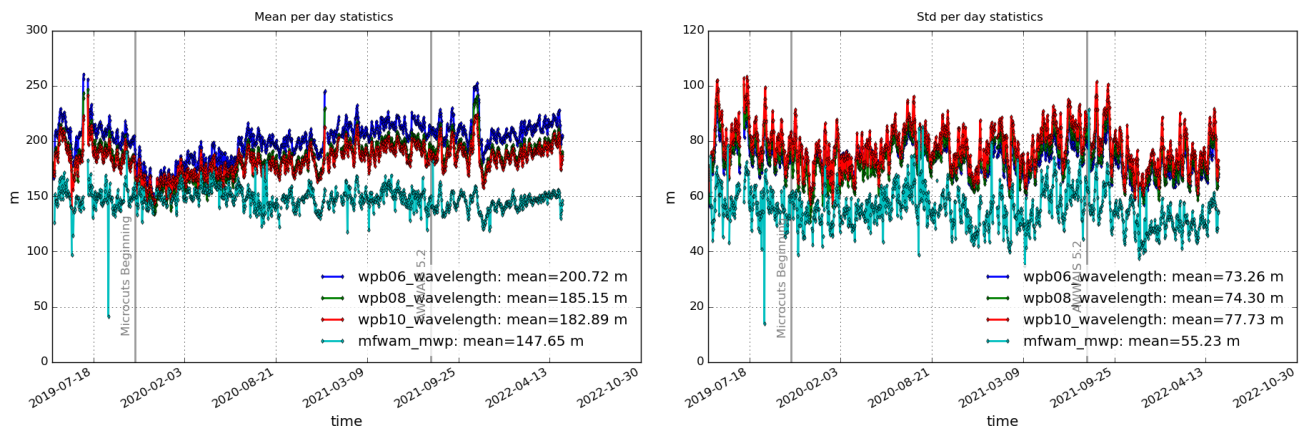 Mean per day statistics
300
250
200
150
100
50
0
m
Microcuts Beginning
AWWAIS 5.2
wpb06_wavelength: mean=200.72 m
wpb08_wavelength: mean=185.15 m
wpb10_wavelength: mean=182.89 m
mfwam_mwp: mean=147.65 m
2019-07-18
2020-02-03
2020-08-21
2021-03-09
2021-09-25
2022-04-13
2022-10-30
time
Std per day statistics
120
100
80
60
40
20
0
m
Microcuts Beginning
AWWAIS 5.2
wpb06_wavelength: mean=73.26 m
wpb08_wavelength: mean=74.30 m
wpb10_wavelength: mean=77.73 m
mfwam_mwp: mean=55.23 m
2019-07-18
2020-02-03
2020-08-21
2021-03-09
2021-09-25
2022-04-13
2022-10-30
time